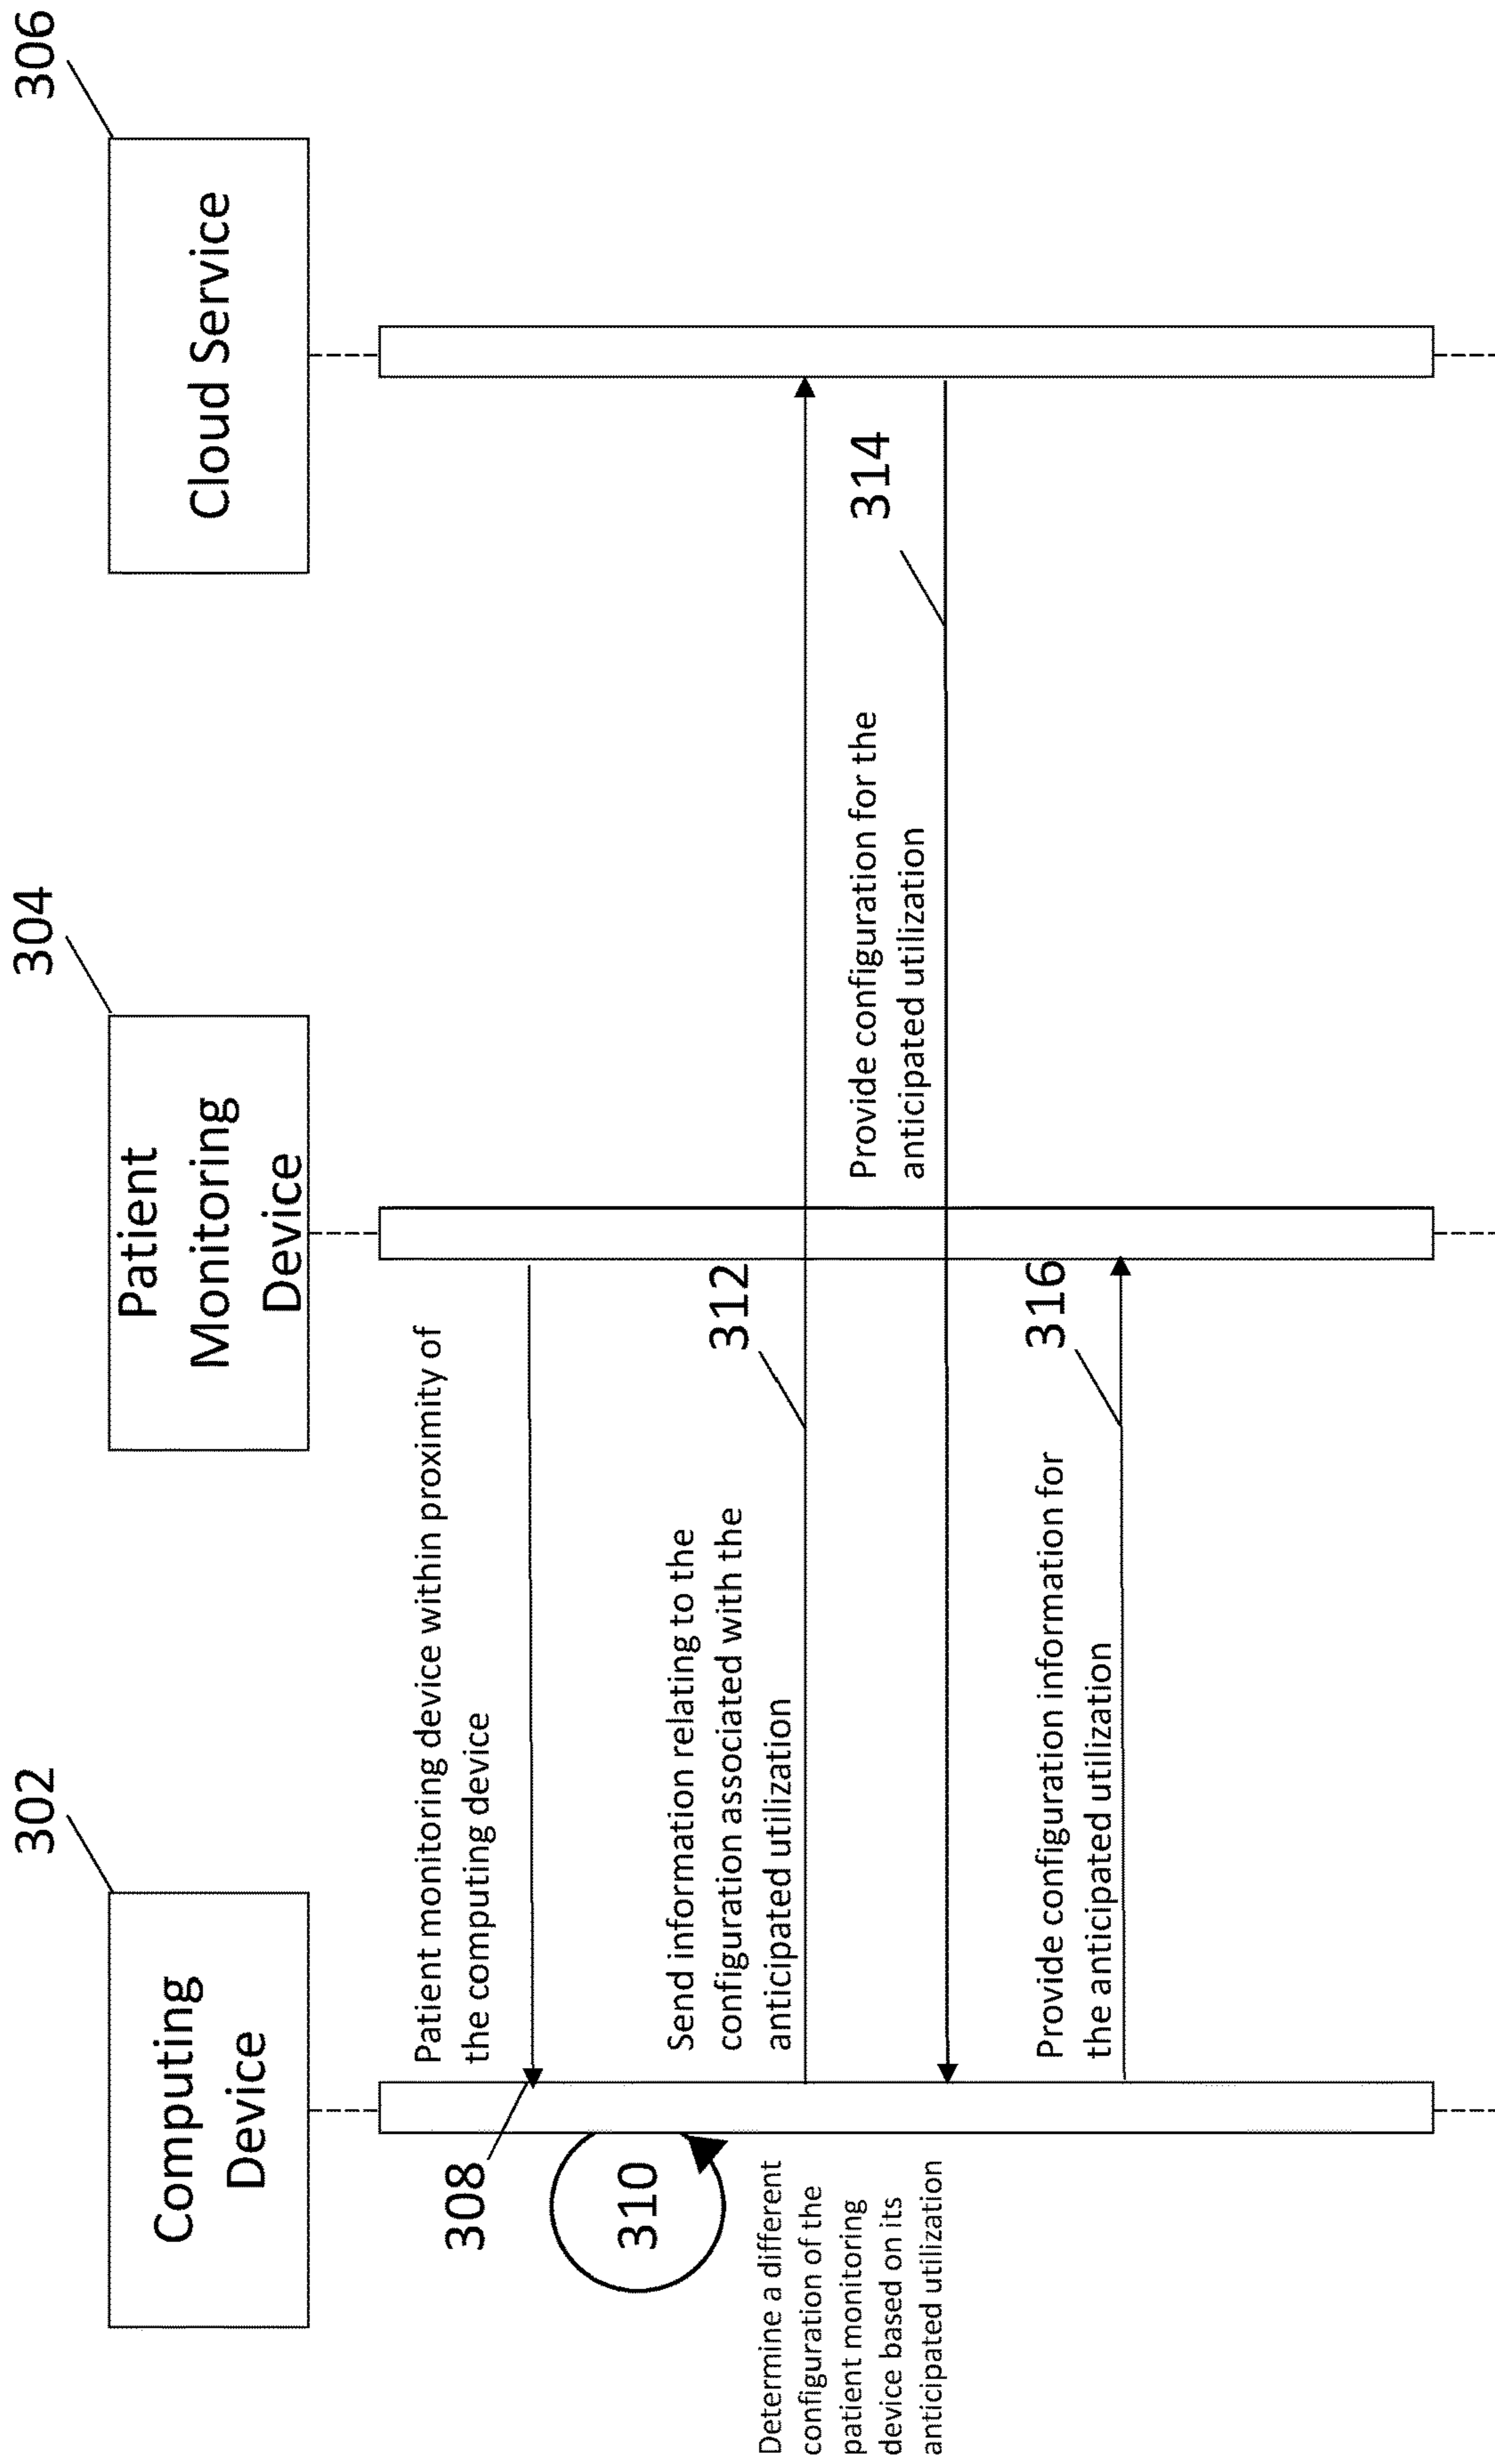 302
304
306
Computing
Device
Patient
Monitoring
Device
Cloud Service
Patient monitoring device within proximity of
the computing device
308
310
Determine a different
configuration of the
patient monitoring
device based on its
anticipated utilization
Send information relating to the
configuration associated with the
anticipated utilization
312
Provide configuration for the
anticipated utilization
314
Provide configuration information for
the anticipated utilization
316